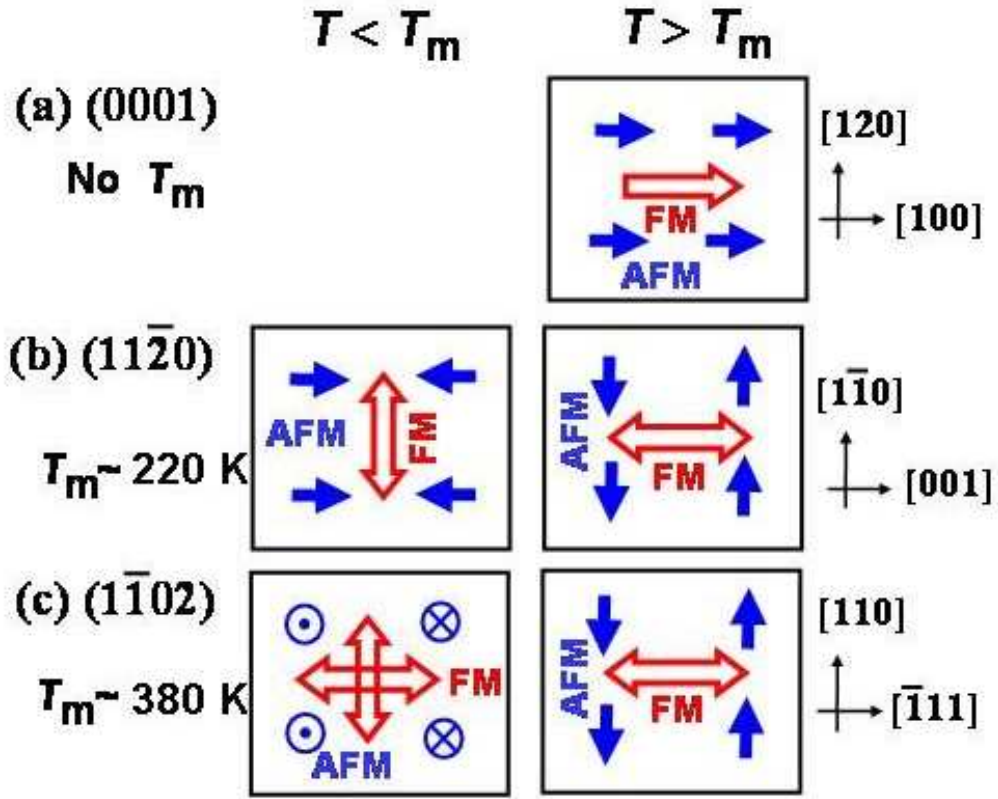 T < Tm
T > Tm
(a) (0001)
No Tm
FM
AFM
[120]
[100]
(b) (112̅0)
Tm~ 220 K
AFM
FM
AFM
FM
[11̅0]
[001]
(c) (11̅02)
Tm~ 380 K
FM
AFM
AFM
FM
[110]
[1̅11]